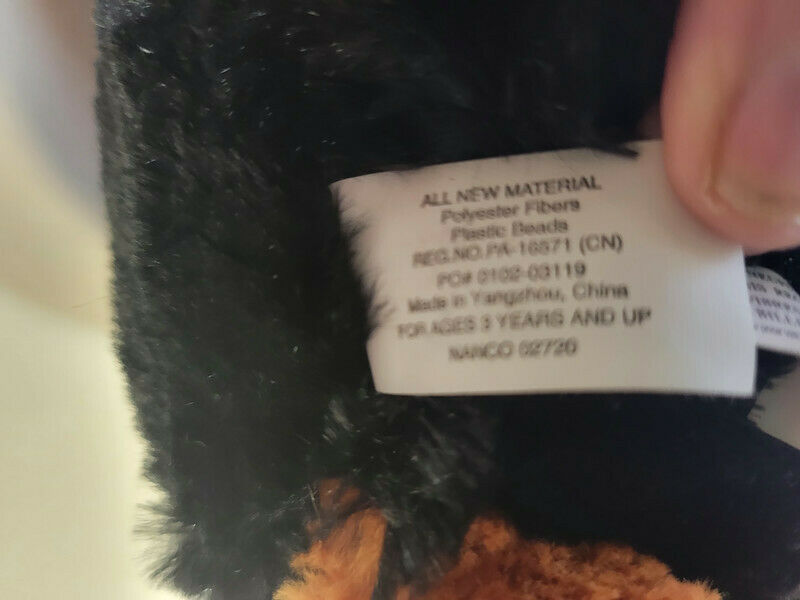 ALL NEW MATERIAL
Polyester Fibers
Plastic Beads
REG.NO.PA-16571 (CN)
PO# 0102-03119
Made in Yangzhou, China
FOR AGES 3 YEARS AND UP
NANCO 02720